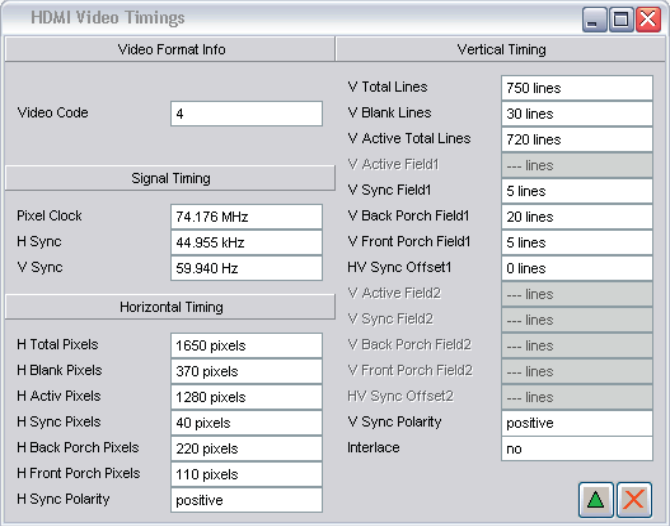 HDMI Video Timings
Video Format Info
Video Code 4
Signal Timing
Pixel Clock 74.176 MHz
H Sync 44.955 kHz
V Sync 59.940 Hz
Horizontal Timing
H Total Pixels 1650 pixels
H Blank Pixels 370 pixels
H Activ Pixels 1280 pixels
H Sync Pixels 40 pixels
H Back Porch Pixels 220 pixels
H Front Porch Pixels 110 pixels
H Sync Polarity positive
Vertical Timing
V Total Lines 750 lines
V Blank Lines 30 lines
V Active Total Lines 720 lines
V Active Field1 --- lines
V Sync Field1 5 lines
V Back Porch Field1 20 lines
V Front Porch Field1 5 lines
HV Sync Offset1 0 lines
V Active Field2 --- lines
V Sync Field2 --- lines
V Back Porch Field2 --- lines
V Front Porch Field2 --- lines
HV Sync Offset2 --- lines
V Sync Polarity positive
Interlace no